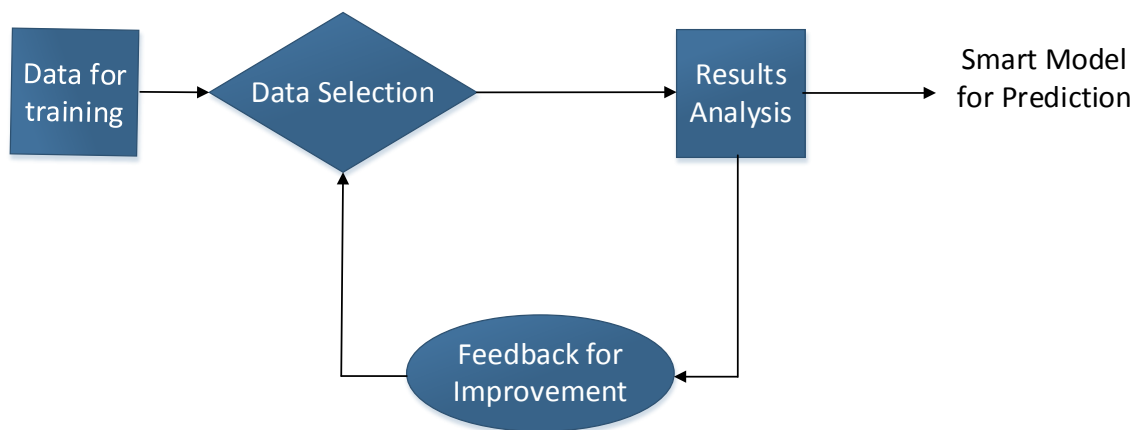 Data for
training
Data Selection
Results
Analysis
Smart Model
for Prediction
Feedback for
Improvement